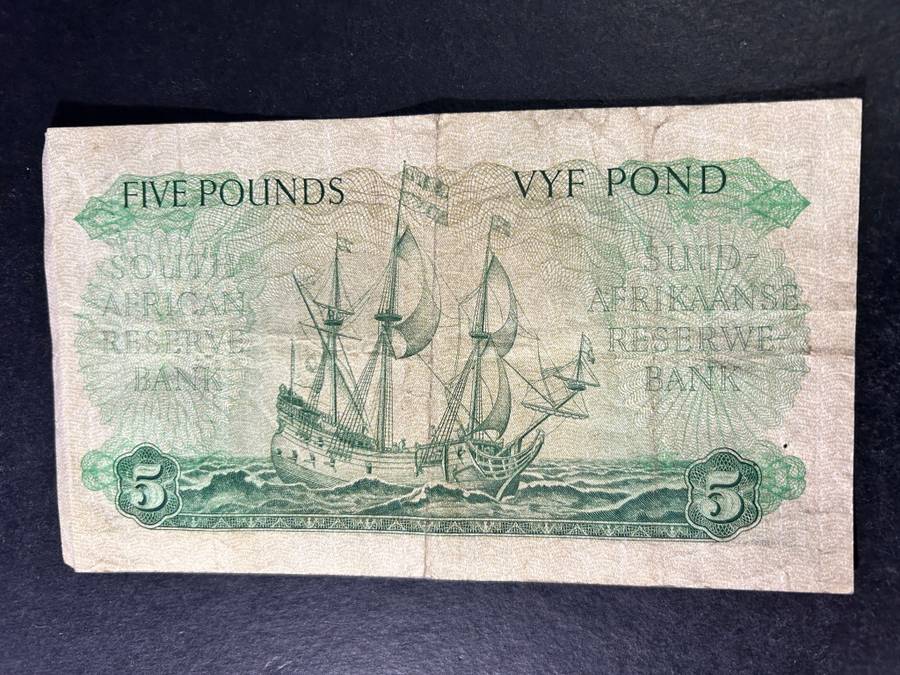 FIVE POUNDS
VYF POND
SOUTH
AFRICAN
RESERVE
BANK
SUID-
AFRIKAANSE
RESERWE-
BANK
5
5